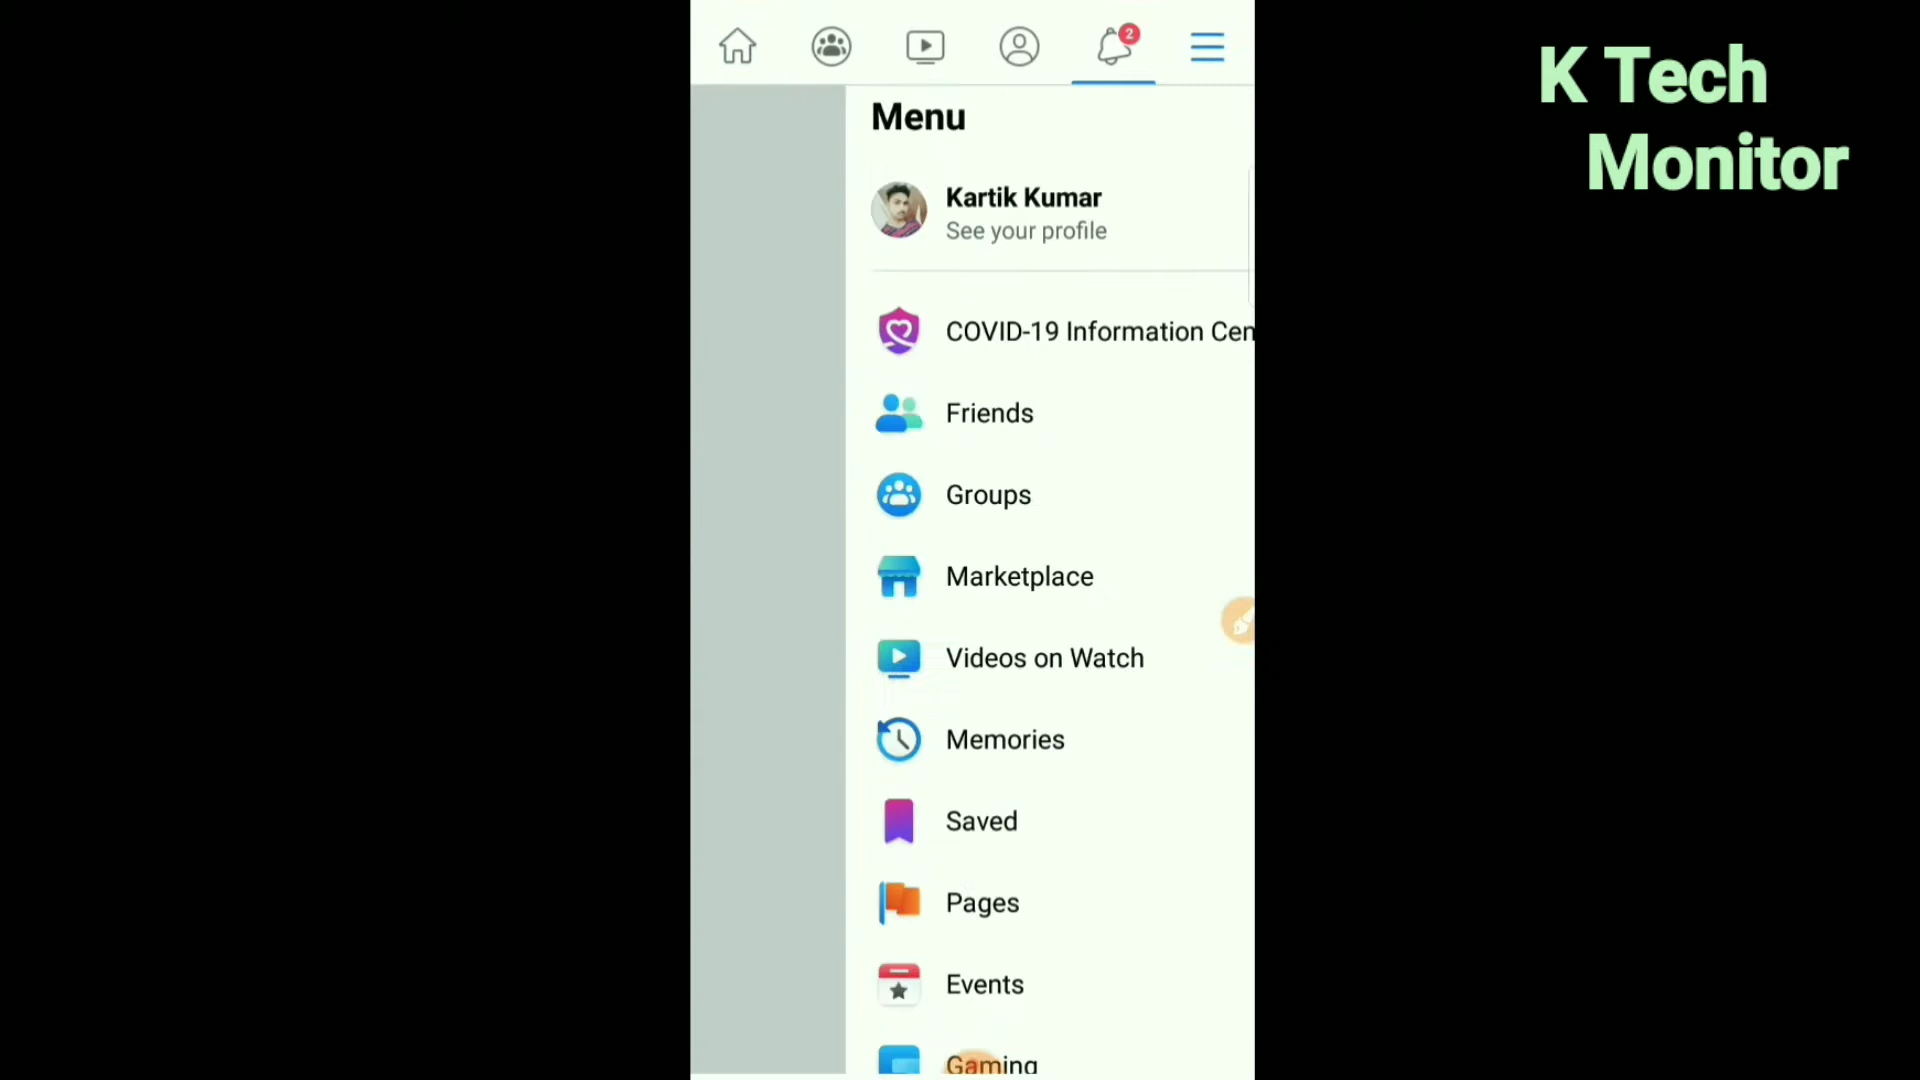 K Tech
Monitor
2
Menu
Kartik Kumar
See your profile
COVID-19 Information Cen
Friends
Groups
Marketplace
Videos on Watch
Memories
Saved
Pages
Events
Gaming